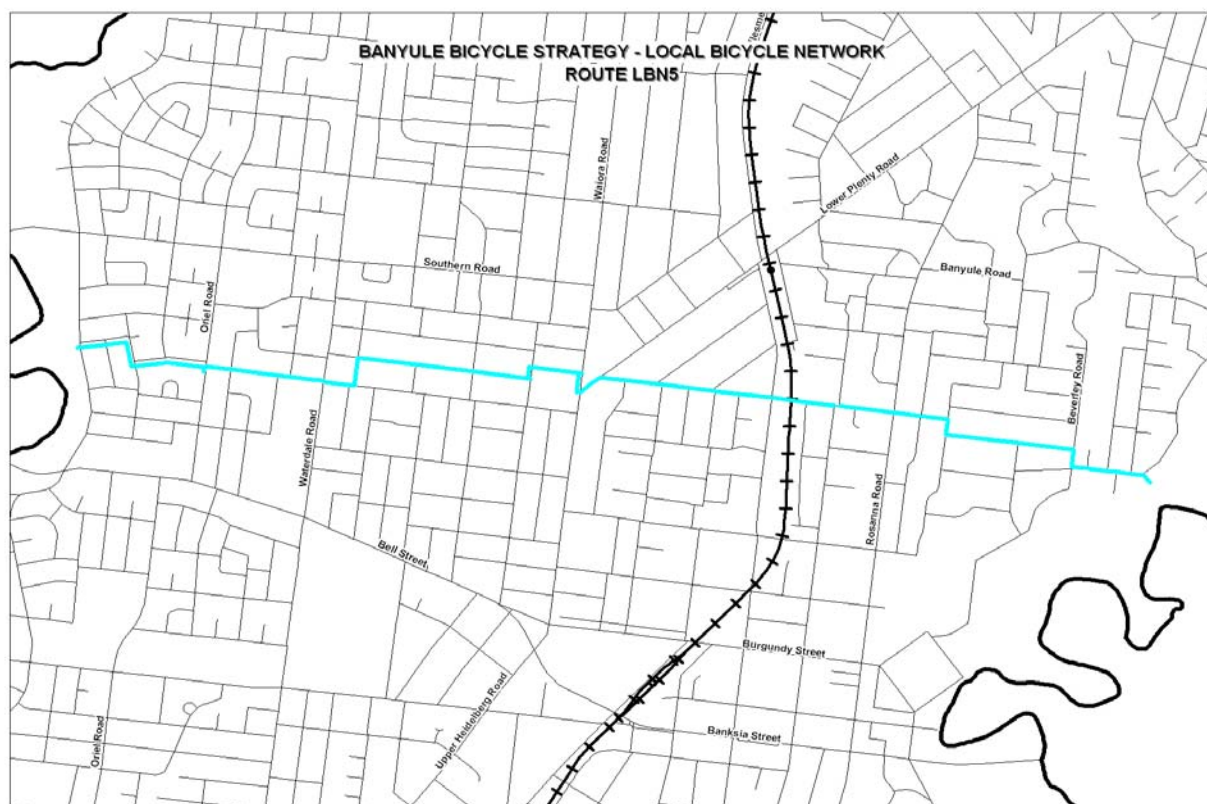 BANYULE BICYCLE STRATEGY - LOCAL BICYCLE NETWORK
ROUTE LBN5
Waiora Road
Lower Plenty Road
Southern Road
Banyule Road
Oriel Road
Beverley Road
Waterdale Road
Rosanna Road
Bell Street
Burgundy Street
Upper Heidelberg Road
Banksia Street
Oriel Road